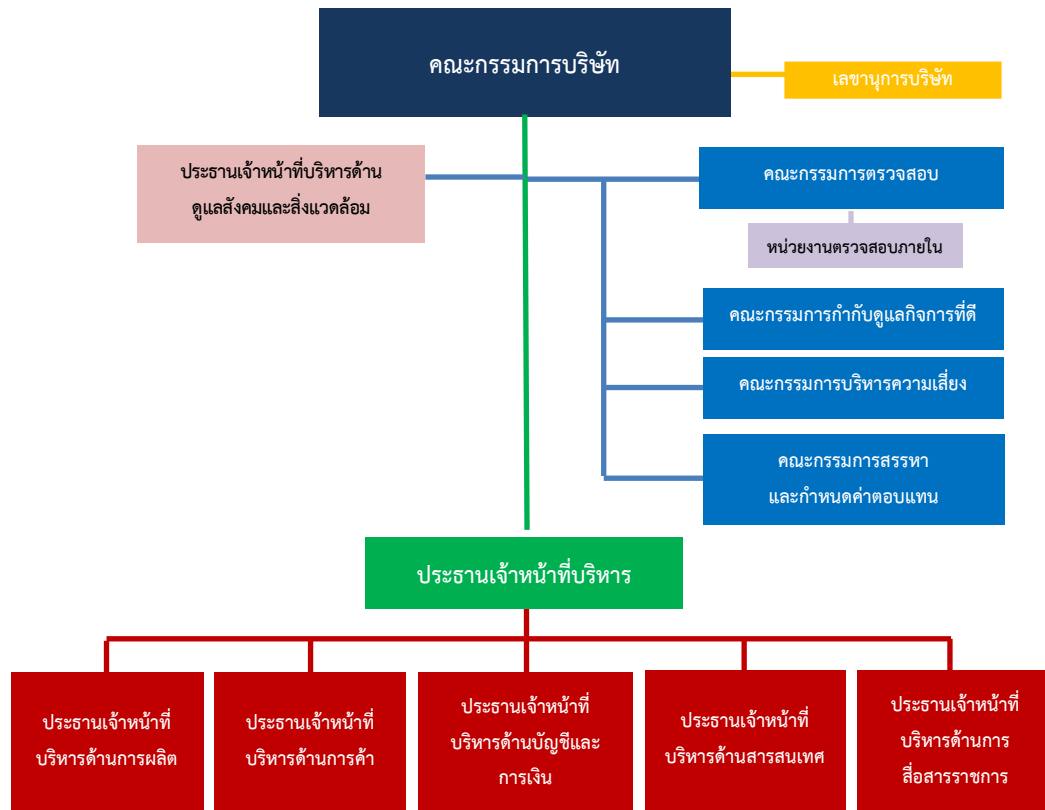 คณะกรรมการบริษัท
เลขานุการบริษัท
ประธานเจ้าหน้าที่บริหารด้าน
ดูแลสังคมและสิ่งแวดล้อม
คณะกรรมการตรวจสอบ
หน่วยงานตรวจสอบภายใน
คณะกรรมการกำกับดูแลกิจการที่ดี
คณะกรรมการบริหารความเสี่ยง
คณะกรรมการสรรหา
และกำหนดค่าตอบแทน
ประธานเจ้าหน้าที่บริหาร
ประธานเจ้าหน้าที่
บริหารด้านการผลิต
ประธานเจ้าหน้าที่
บริหารด้านการค้า
ประธานเจ้าหน้าที่
บริหารด้านบัญชีและ
การเงิน
ประธานเจ้าหน้าที่
บริหารด้านสารสนเทศ
ประธานเจ้าหน้าที่
บริหารด้านการ
สื่อสารราชการ